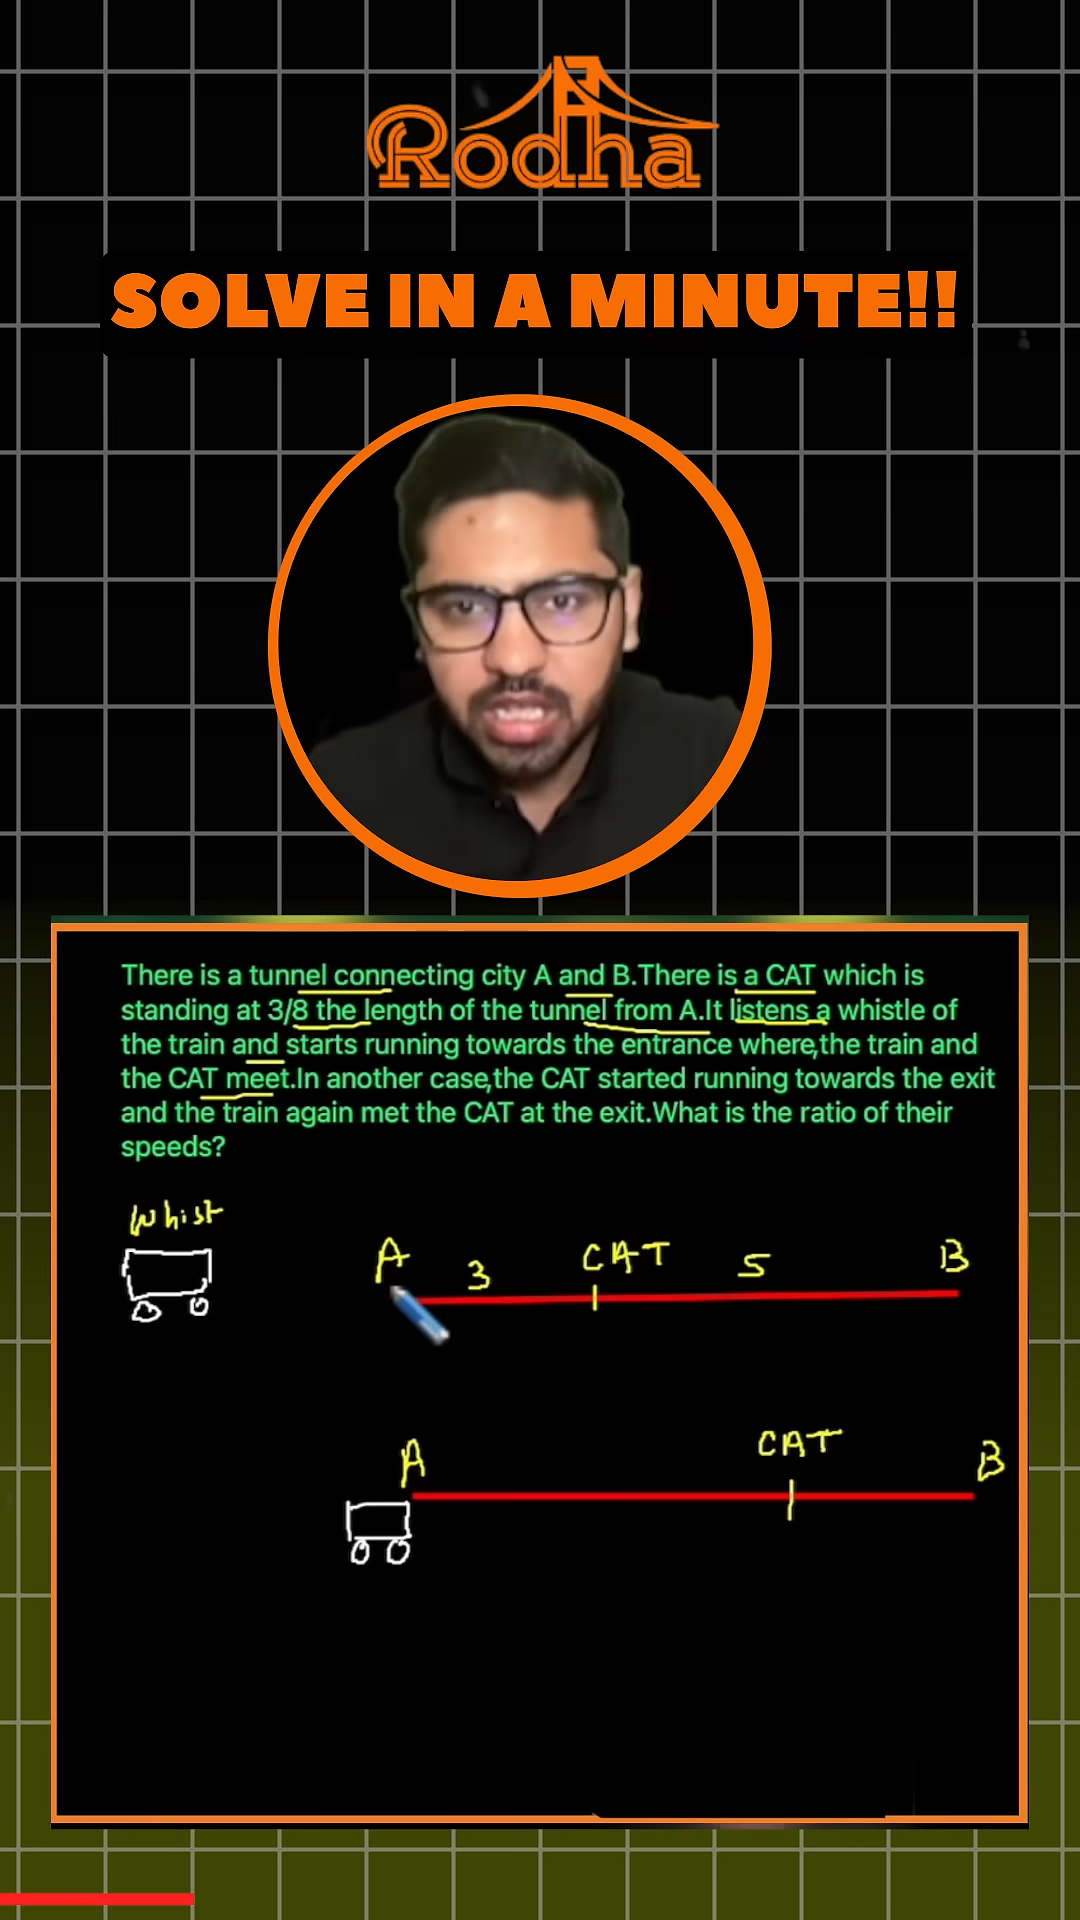 Rodha
SOLVE IN A MINUTE!!
There is a tunnel connecting city A and B.There is a CAT which is
standing at 3/8 the length of the tunnel from A.It listens a whistle of
the train and starts running towards the entrance where,the train and
the CAT meet.In another case,the CAT started running towards the exit
and the train again met the CAT at the exit.What is the ratio of their
speeds?
Whist
A 3 CAT 5 B
A CAT B